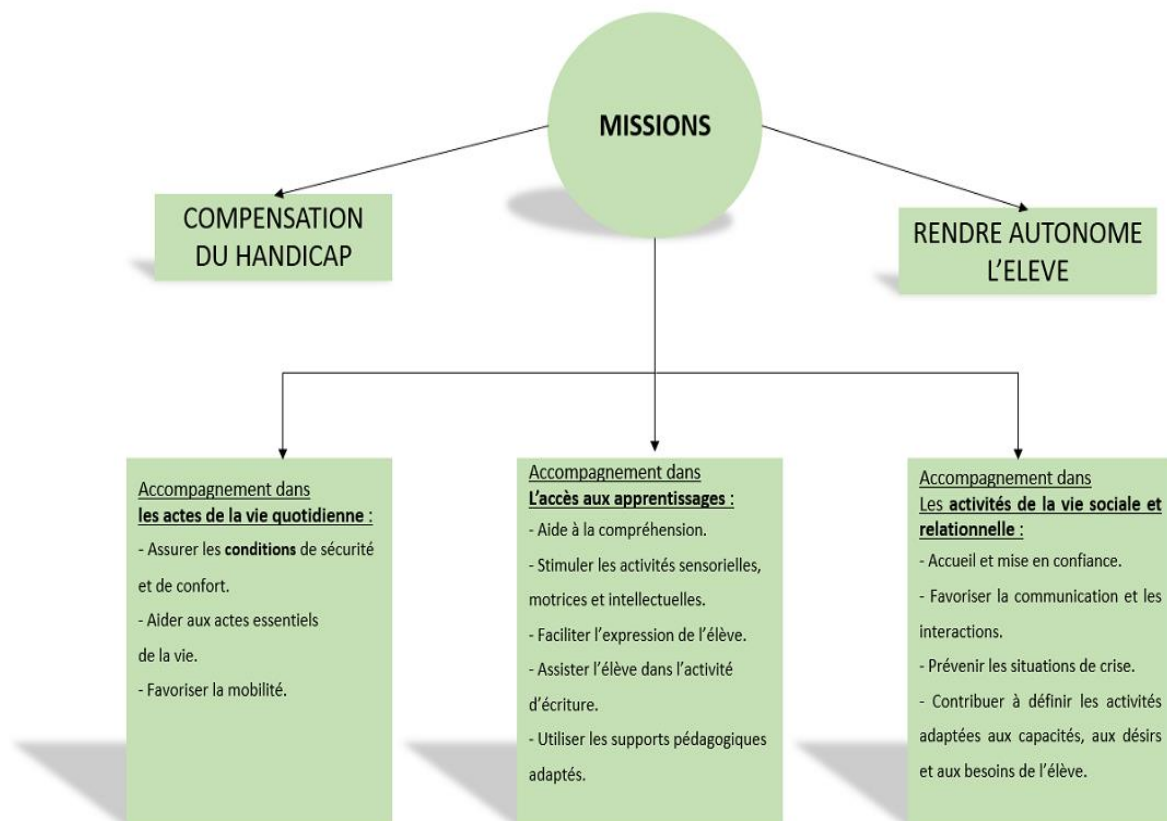 MISSIONS
COMPENSATION
DU HANDICAP
RENDRE AUTONOME
L’ELEVE
Accompagnement dans
les actes de la vie quotidienne :
- Assurer les conditions de sécurité
et de confort.
- Aider aux actes essentiels
de la vie.
- Favoriser la mobilité.
Accompagnement dans
L’accès aux apprentissages :
- Aide à la compréhension.
- Stimuler les activités sensorielles,
motrices et intellectuelles.
- Faciliter l’expression de l’élève.
- Assister l’élève dans l’activité
d’écriture.
- Utiliser les supports pédagogiques
adaptés.
Accompagnement dans
Les activités de la vie sociale et
relationnelle :
- Accueil et mise en confiance.
- Favoriser la communication et les
interactions.
- Prévenir les situations de crise.
- Contribuer à définir les activités
adaptées aux capacités, aux désirs
et aux besoins de l’élève.